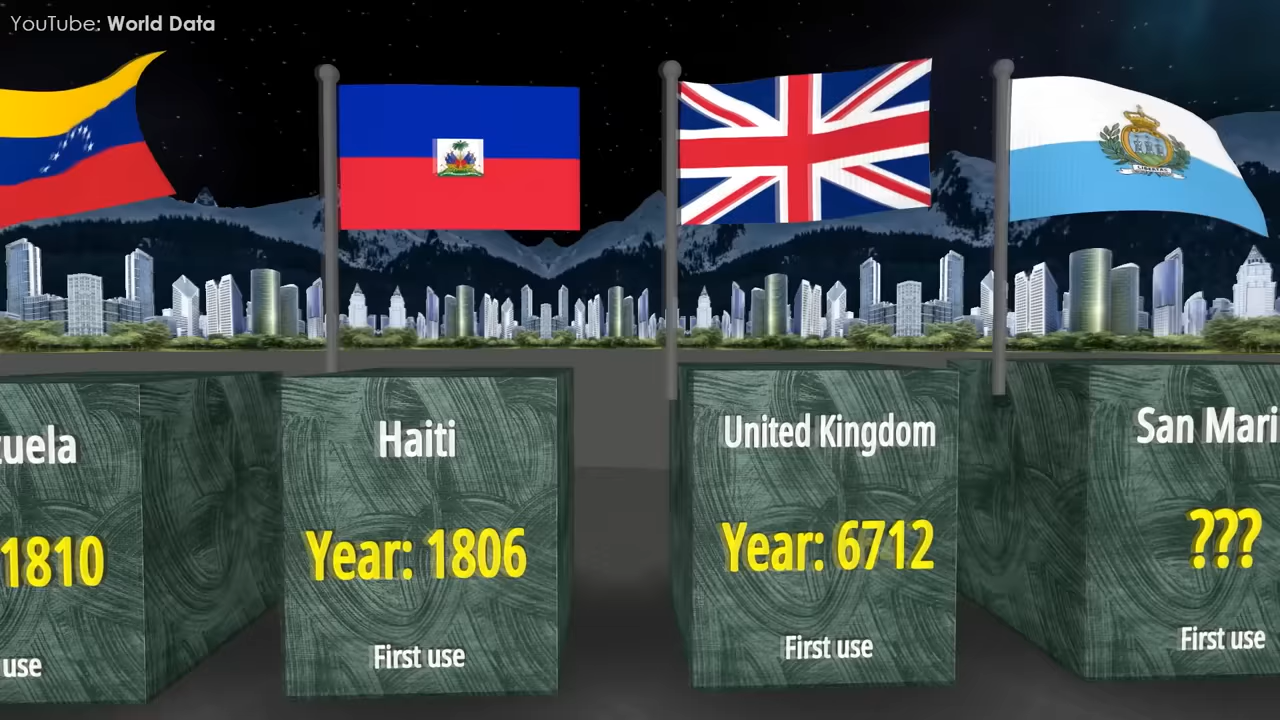 YouTube: World Data
zuela
1810
use
Haiti
Year: 1806
First use
United Kingdom
Year: 6712
First use
San Mari
???
First use